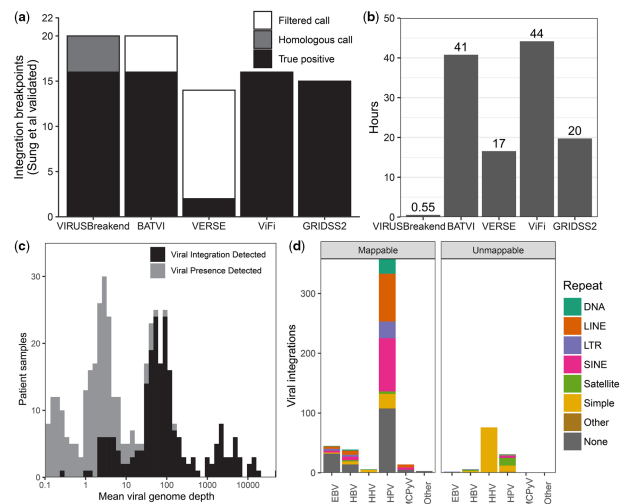 (a)
Integration breakpoints
(Sung et al validated)
22
20
15
10
5
0
Filtered call
Homologous call
True positive
VIRUSBreakend
BATVI
VERSE
ViFi
GRIDSS2
(b)
Hours
50
40
30
20
10
0
0.55
41
17
44
20
VIRUSBreakend
BATVI
VERSE
ViFi
GRIDSS2
(c)
Patient samples
30
20
10
0
Viral Integration Detected
Viral Presence Detected
0.1
1
10
100
1000
10000
Mean viral genome depth
(d)
Viral integrations
300
200
100
0
Mappable
Unmappable
EBV
HBV
HHV
HPV
MCPyV
Other
EBV
HBV
HHV
HPV
MCPyV
Other
Repeat
DNA
LINE
LTR
SINE
Satellite
Simple
Other
None